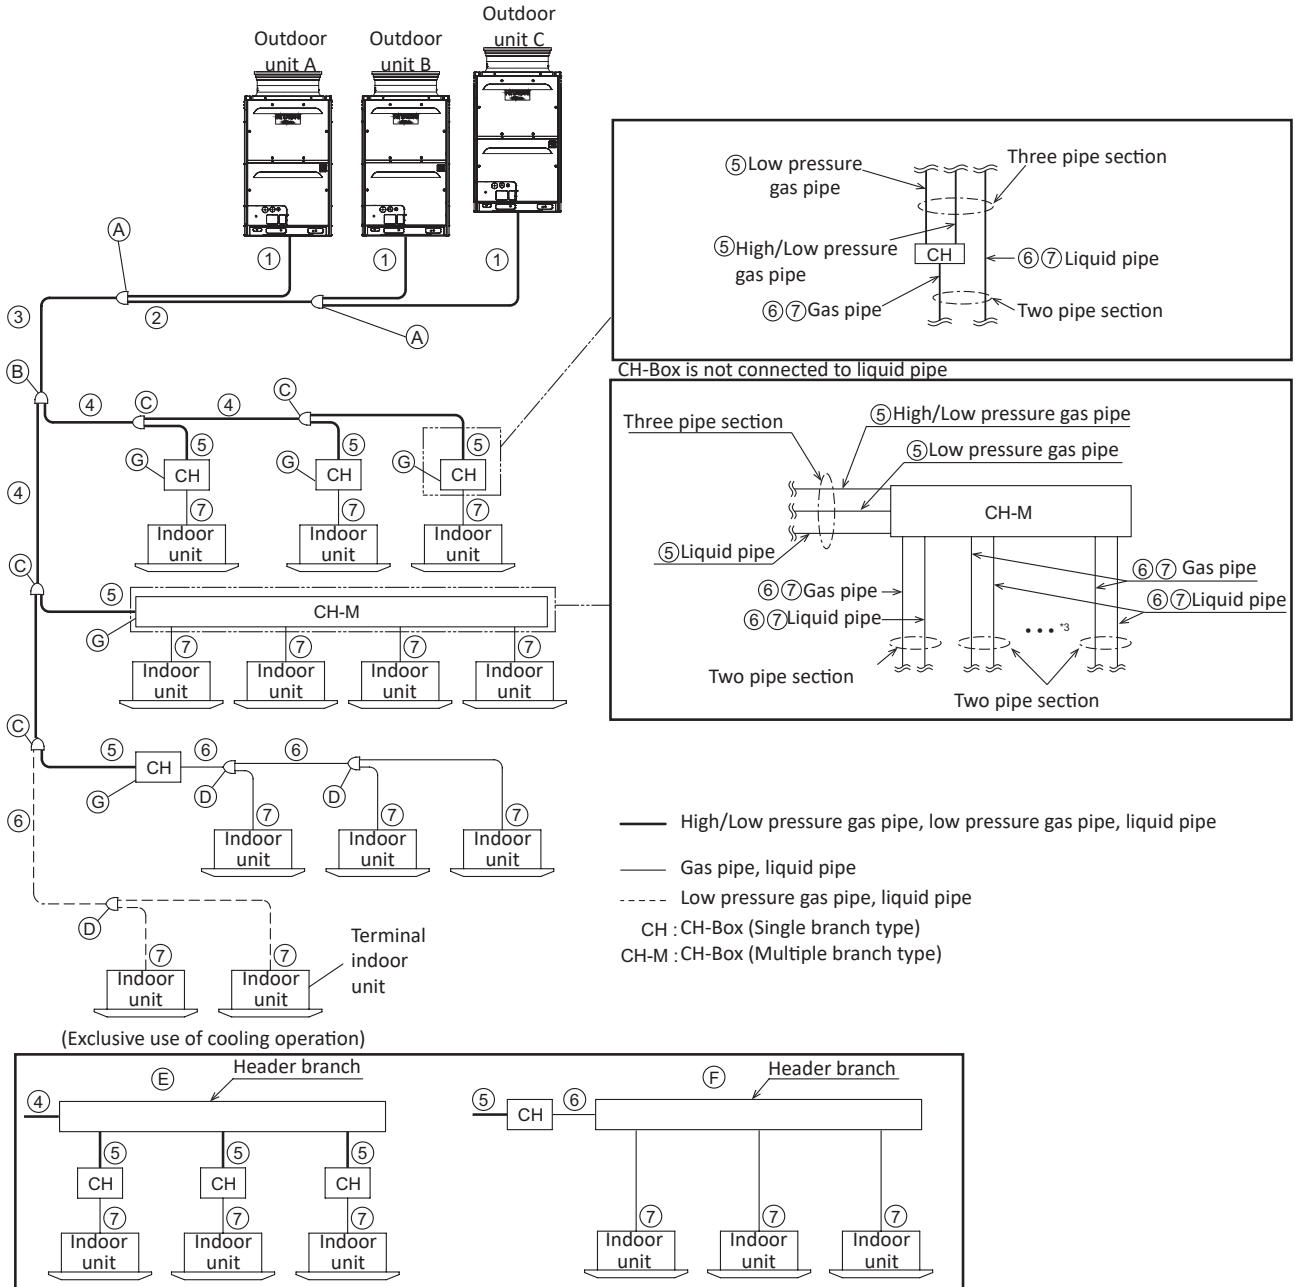 Outdoor
unit A
Outdoor
unit B
Outdoor
unit C
Ⓐ
① ① ①
③ ②
Ⓐ
Ⓑ
④ Ⓒ ④ Ⓒ
⑤ ⑤ ⑤
Ⓖ CH Ⓖ CH Ⓖ CH
④
⑦ ⑦ ⑦
Indoor
unit
Indoor
unit
Indoor
unit
Ⓒ
⑤
CH-M
Ⓖ
⑦ ⑦ ⑦ ⑦
Indoor
unit
Indoor
unit
Indoor
unit
Indoor
unit
Ⓒ
⑤ CH ⑥ ⑥
Ⓖ Ⓓ Ⓓ
⑥
⑦ ⑦ ⑦
Indoor
unit
Indoor
unit
Indoor
unit
Ⓓ
⑦ ⑦
Indoor
unit
Indoor
unit
Terminal
indoor
unit
(Exclusive use of cooling operation)
⑤Low pressure
gas pipe
Three pipe section
⑤High/Low pressure
gas pipe
CH
⑥⑦Liquid pipe
⑥⑦Gas pipe
Two pipe section
CH-Box is not connected to liquid pipe
Three pipe section
⑤High/Low pressure gas pipe
⑤Low pressure gas pipe
CH-M
⑤Liquid pipe
⑥⑦Gas pipe
⑥⑦Liquid pipe
⑥⑦ Gas pipe
⑥⑦Liquid pipe
• • • *3
Two pipe section
Two pipe section
High/Low pressure gas pipe, low pressure gas pipe, liquid pipe
Gas pipe, liquid pipe
Low pressure gas pipe, liquid pipe
CH : CH-Box (Single branch type)
CH-M : CH-Box (Multiple branch type)
Ⓔ Header branch
④
⑤ ⑤ ⑤
CH CH CH
⑦ ⑦ ⑦
Indoor
unit
Indoor
unit
Indoor
unit
Ⓕ Header branch
⑤ CH ⑥
⑦ ⑦ ⑦
Indoor
unit
Indoor
unit
Indoor
unit